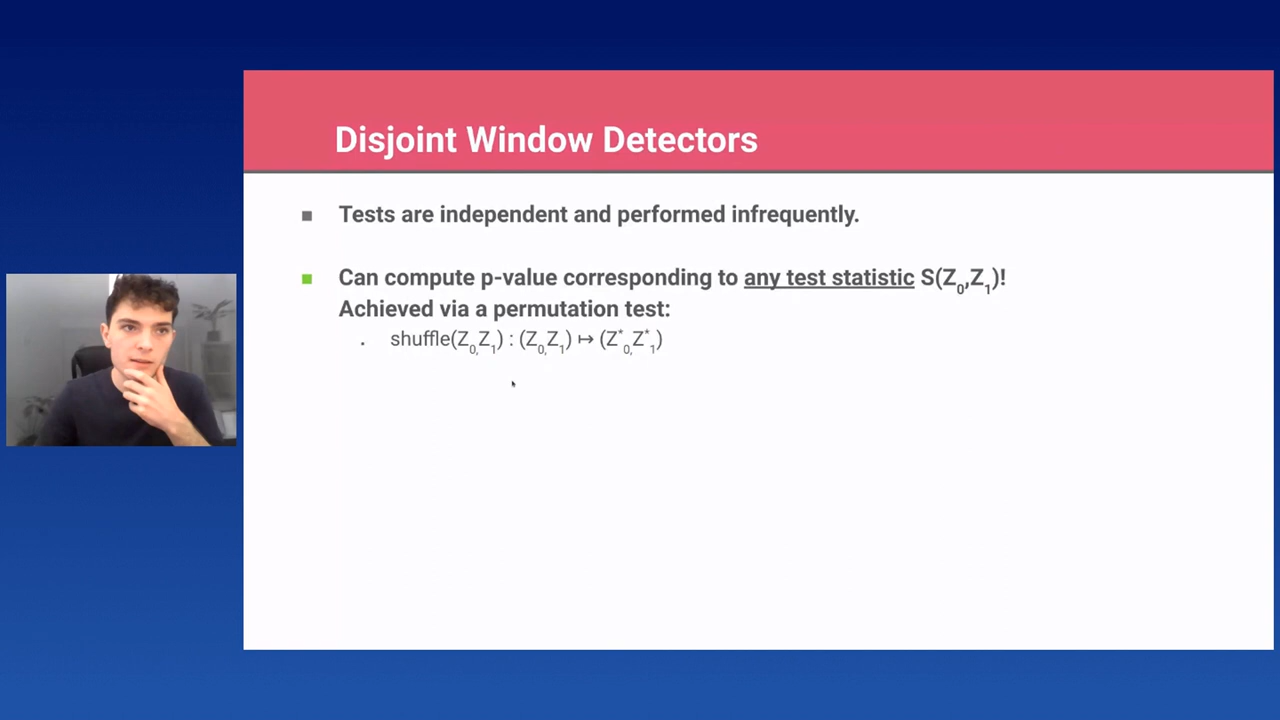 Disjoint Window Detectors
■ Tests are independent and performed infrequently.
■ Can compute p-value corresponding to any test statistic S(Z₀,Z₁)!
Achieved via a permutation test:
. shuffle(Z₀,Z₁) : (Z₀,Z₁) ↦ (Z*₀,Z*₁)